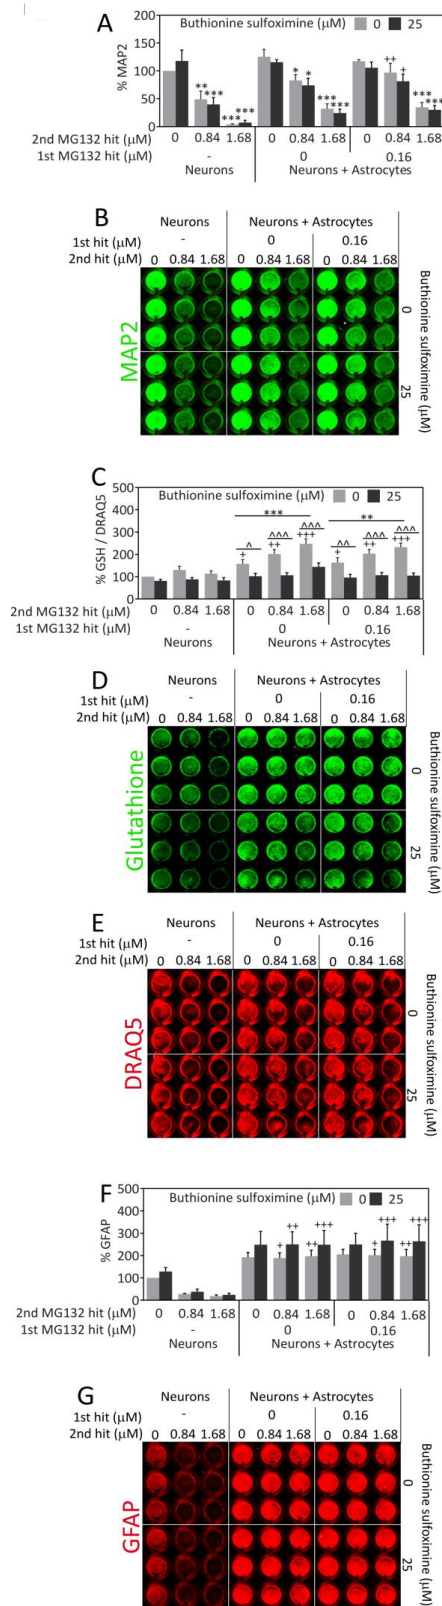 A
Buthionine sulfoximine (μM) 0 25
% MAP2
200
150
100
50
0
** *** *** *** * * *** *** ++ + *** ***
2nd MG132 hit (μM) 0 0.84 1.68 0 0.84 1.68 0 0.84 1.68
1st MG132 hit (μM) - 0 0.16
Neurons Neurons + Astrocytes
B
Neurons Neurons + Astrocytes
1st hit (μM) - 0 0.16
2nd hit (μM) 0 0.84 1.68 0 0.84 1.68 0 0.84 1.68
MAP2
Buthionine sulfoximine (μM)
0
25
C
Buthionine sulfoximine (μM) 0 25
% GSH / DRAQ5
500
400
300
200
100
0
*** **
^ ^^^ ^^^ ^^ ^^^ ^^^
+ ++ +++ + ++ +++
2nd MG132 hit (μM) 0 0.84 1.68 0 0.84 1.68 0 0.84 1.68
1st MG132 hit (μM) - 0 0.16
Neurons Neurons + Astrocytes
D
Neurons Neurons + Astrocytes
1st hit (μM) - 0 0.16
2nd hit (μM) 0 0.84 1.68 0 0.84 1.68 0 0.84 1.68
Glutathione
Buthionine sulfoximine (μM)
0
25
E
Neurons Neurons + Astrocytes
1st hit (μM) - 0 0.16
2nd hit (μM) 0 0.84 1.68 0 0.84 1.68 0 0.84 1.68
DRAQ5
Buthionine sulfoximine (μM)
0
25
F
Buthionine sulfoximine (μM) 0 25
% GFAP
500
400
300
200
100
0
+ ++ ++ +++ + +++ ++ +++
2nd MG132 hit (μM) 0 0.84 1.68 0 0.84 1.68 0 0.84 1.68
1st MG132 hit (μM) - 0 0.16
Neurons Neurons + Astrocytes
G
Neurons Neurons + Astrocytes
1st hit (μM) - 0 0.16
2nd hit (μM) 0 0.84 1.68 0 0.84 1.68 0 0.84 1.68
GFAP
Buthionine sulfoximine (μM)
0
25